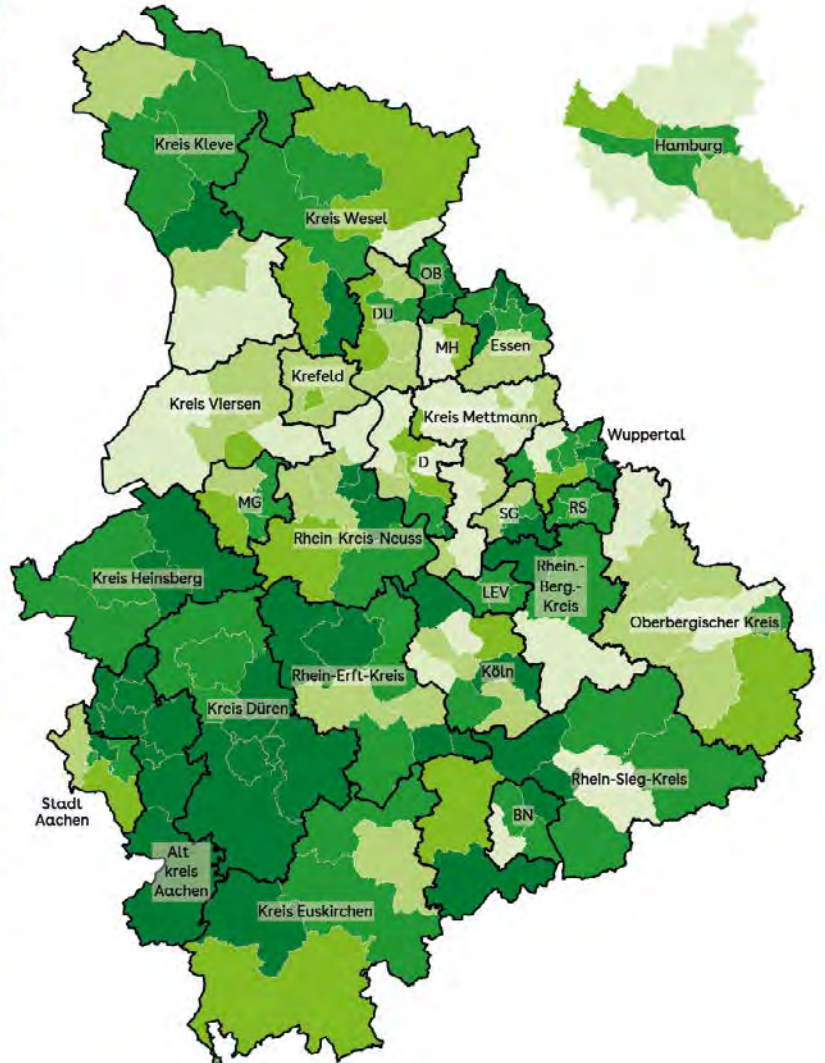 Hamburg
Kreis Kleve
Kreis Wesel
OB
DU
MH
Essen
Krefeld
Kreis Viersen
Kreis Mettmann
Wuppertal
D
MG
SG
RS
Rhein-Kreis-Neuss
Kreis Heinsberg
LEV
Rhein.-
Berg.-
Kreis
Oberbergischer Kreis
Rhein-Erft-Kreis
Köln
Kreis Düren
Rhein-Sieg-Kreis
Stadt
Aachen
BN
Alt
kreis
Aachen
Kreis Euskirchen